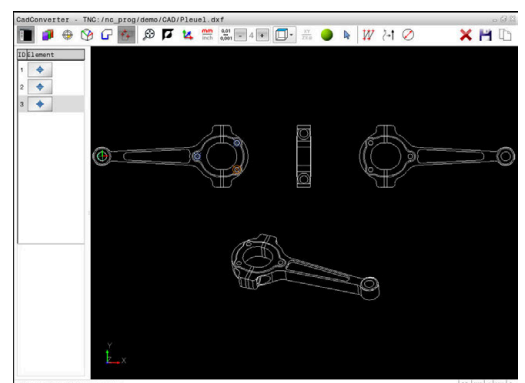 CadConverter - TNC:/nc_prog/demo/CAD/Pleuel.dxf
mm inch 0,01 0,001 4
ID Element
1
2
3
Y
Z X